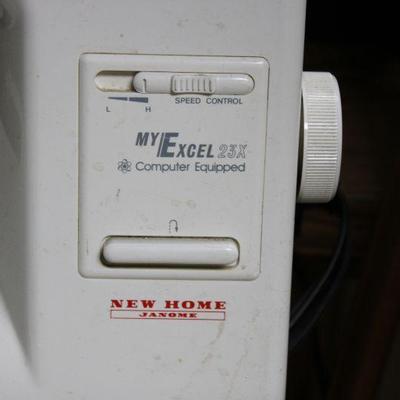 L H SPEED CONTROL
MY EXCEL 23X
Computer Equipped
NEW HOME
JANOME